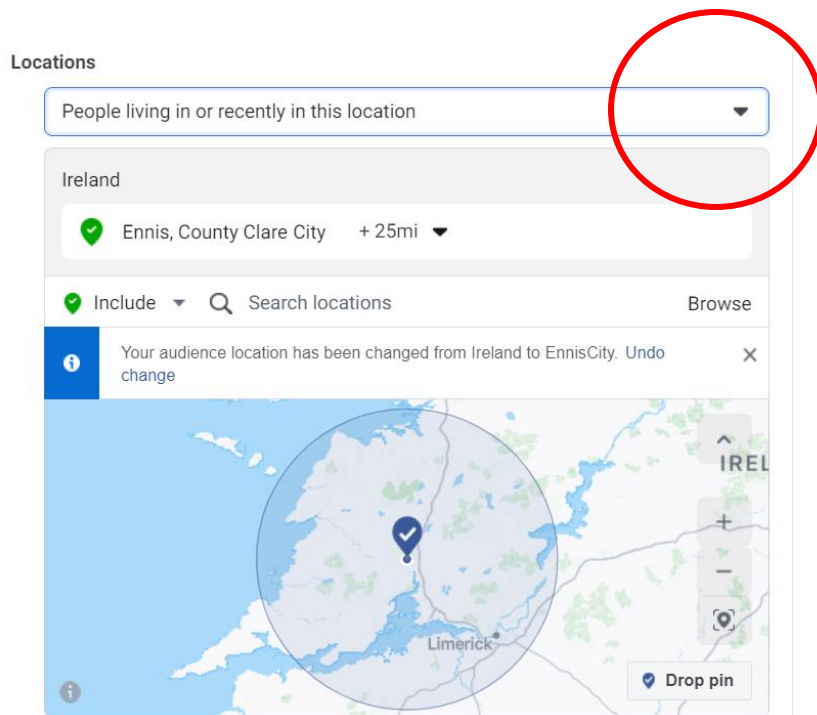 Locations
People living in or recently in this location
Ireland
Ennis, County Clare City + 25mi
Include Search locations Browse
Your audience location has been changed from Ireland to EnnisCity. Undo
change
IREL
Limerick
Drop pin